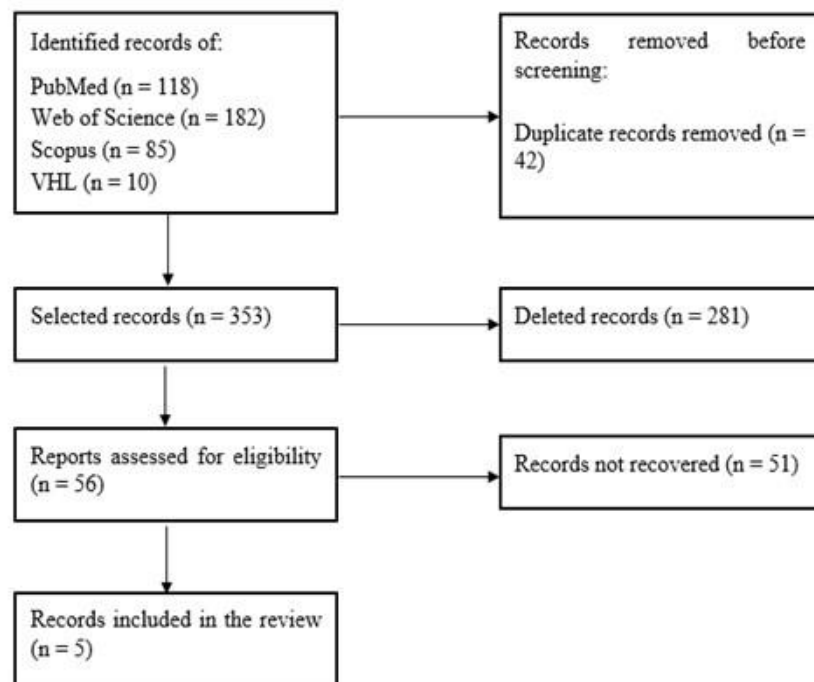 Identified records of:
PubMed (n = 118)
Web of Science (n = 182)
Scopus (n = 85)
VHL (n = 10)
Records removed before
screening:
Duplicate records removed (n =
42)
Selected records (n = 353)
Deleted records (n = 281)
Reports assessed for eligibility
(n = 56)
Records not recovered (n = 51)
Records included in the review
(n = 5)